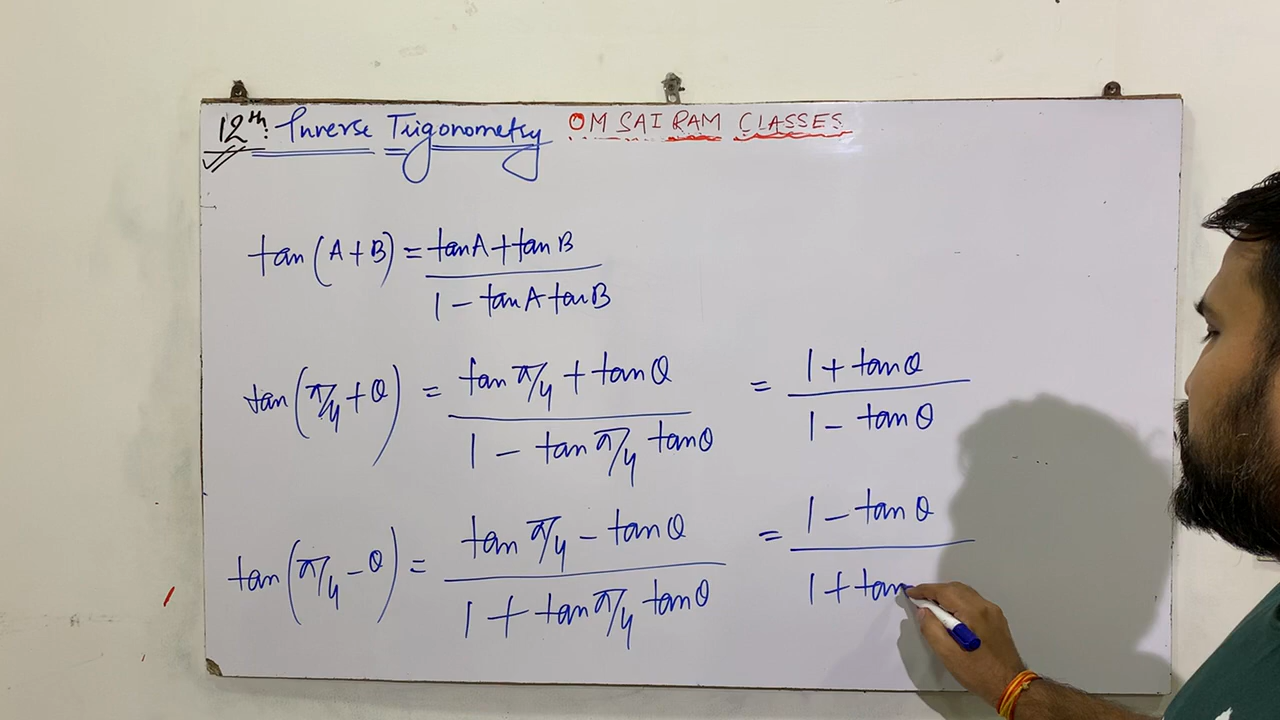 12th: Inverse Trigonometry OM SAI RAM CLASSES
tan(A+B) = tanA+tanB / 1 - tanA tanB
tan(π/4+θ) = tan π/4 + tanθ / 1 - tan π/4 tanθ = 1 + tanθ / 1 - tanθ
tan(π/4-θ) = tan π/4 - tanθ / 1 + tan π/4 tanθ = 1 - tanθ / 1 + tan